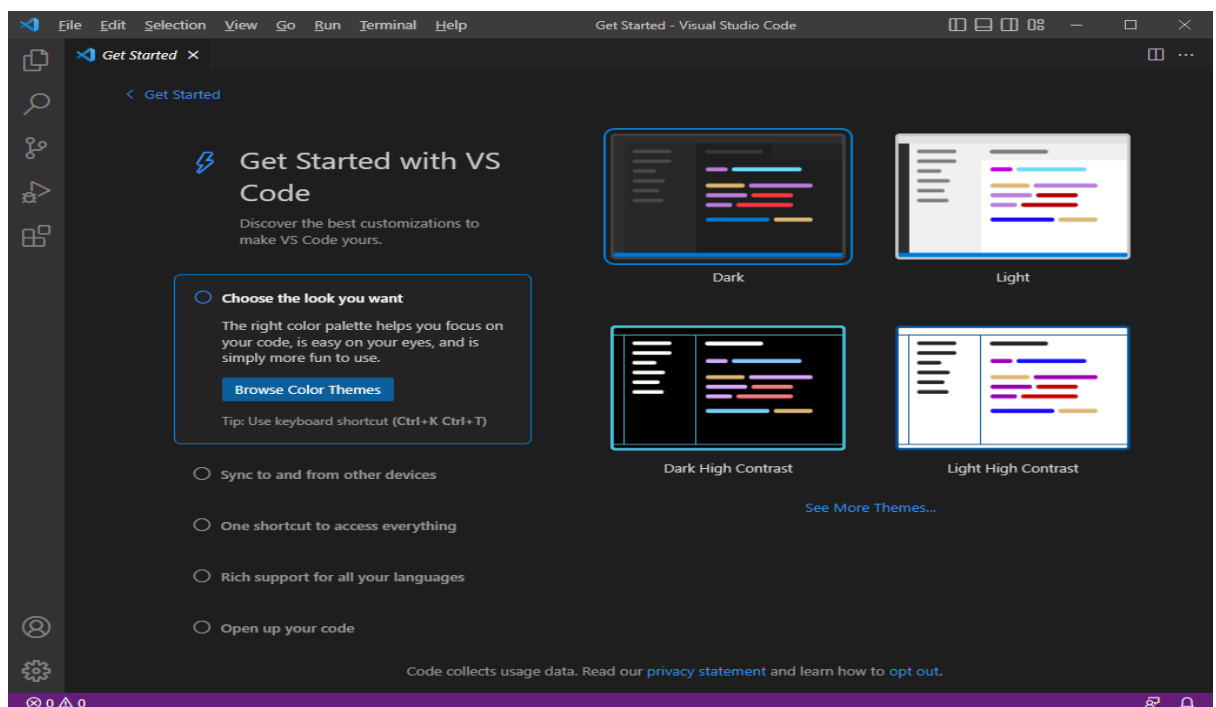 File Edit Selection View Go Run Terminal Help
Get Started - Visual Studio Code
Get Started
Get Started
Get Started with VS
Code
Discover the best customizations to
make VS Code yours.
Choose the look you want
The right color palette helps you focus on
your code, is easy on your eyes, and is
simply more fun to use.
Browse Color Themes
Tip: Use keyboard shortcut (Ctrl+K Ctrl+T)
Sync to and from other devices
One shortcut to access everything
Rich support for all your languages
Open up your code
Dark
Light
Dark High Contrast
Light High Contrast
See More Themes...
Code collects usage data. Read our privacy statement and learn how to opt out.
0 0